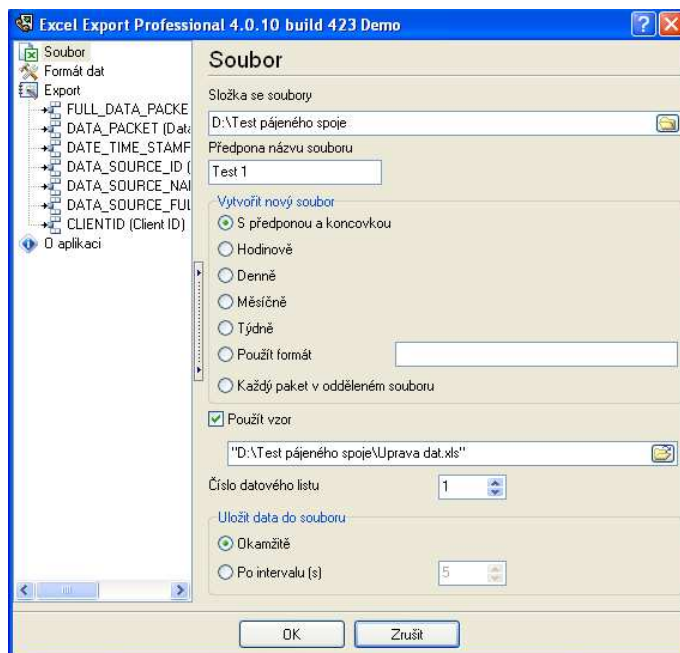 Excel Export Professional 4.0.10 build 423 Demo
Soubor
Formát dat
Export
FULL_DATA_PACKE
DATA_PACKET (Data
DATE_TIME_STAMF
DATA_SOURCE_ID (
DATA_SOURCE_NAI
DATA_SOURCE_FUL
CLIENTID (Client ID)
O aplikaci
Soubor
Složka se soubory
D:\Test pájeného spoje
Předpona názvu souboru
Test 1
Vytvořit nový soubor
S předponou a koncovkou
Hodinově
Denně
Měsíčně
Týdně
Použít formát
Každý paket v odděleném souboru
Použít vzor
"D:\Test pájeného spoje\Uprava dat.xls"
Číslo datového listu
1
Uložit data do souboru
Okamžitě
Po intervalu (s)
5
OK
Zrušit